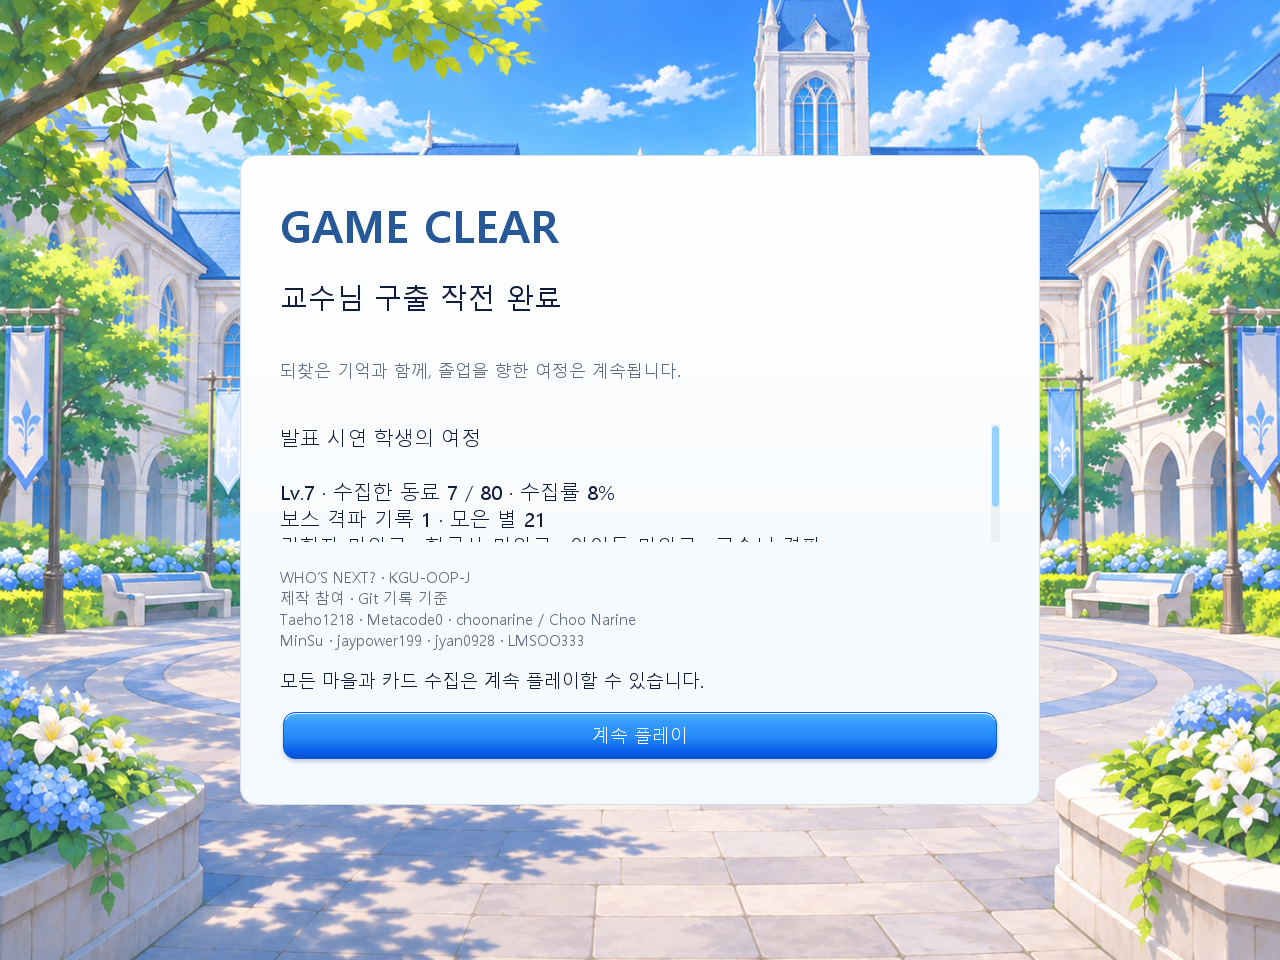 GAME CLEAR
교수님 구출 작전 완료
되찾은 기억과 함께, 졸업을 향한 여정은 계속됩니다.
발표 시연 학생의 여정
Lv.7 · 수집한 동료 7 / 80 · 수집률 8%
보스 격파 기록 1 · 모은 별 21
WHO'S NEXT? · KGU-OOP-J
제작 참여 · Git 기록 기준
Taeho1218 · Metacode0 · choonarine / Choo Narine
MinSu · jaypower199 · jyan0928 · LMSOO333
모든 마을과 카드 수집은 계속 플레이할 수 있습니다.
계속 플레이